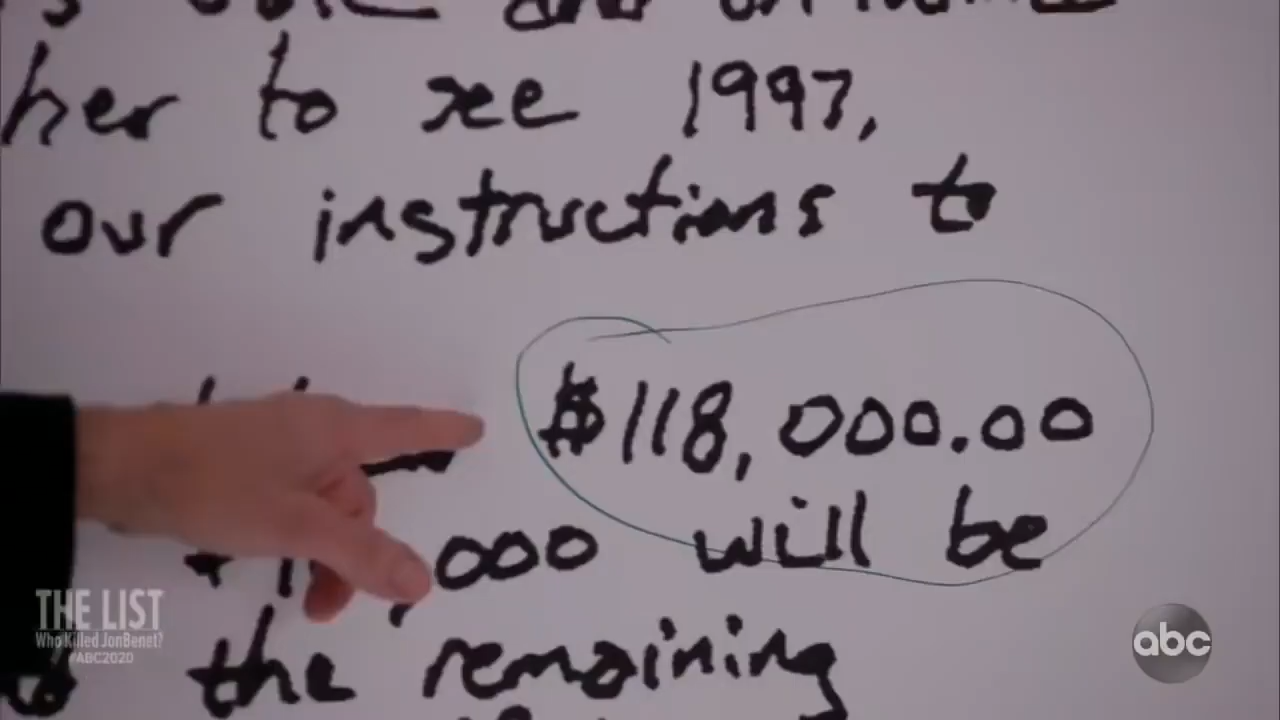 her to see 1997,
our instructions to
$118,000.00
,000 will be
the remaining
THE LIST
Who Killed JonBenet?
#ABC2020
abc